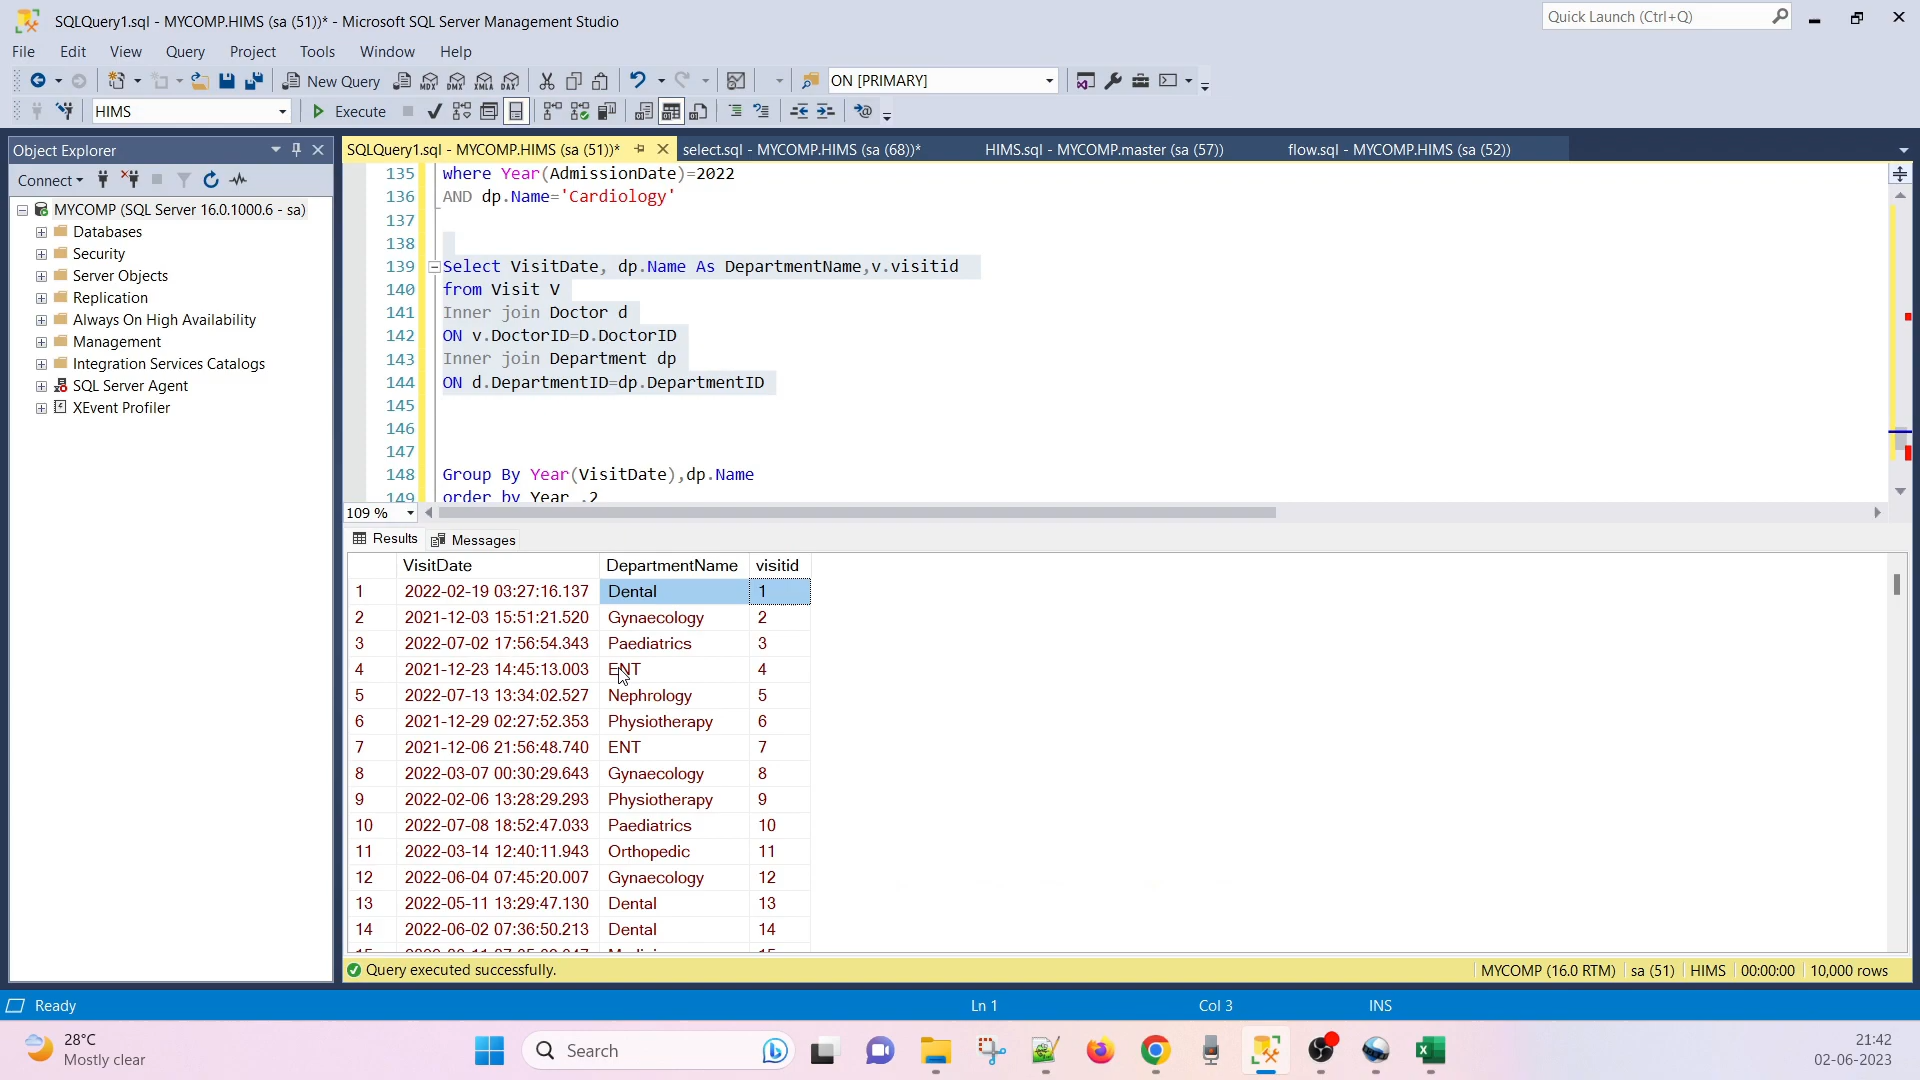 SQLQuery1.sql - MYCOMP.HIMS (sa (51))* - Microsoft SQL Server Management Studio
Quick Launch (Ctrl+Q)
File Edit View Query Project Tools Window Help
New Query MDX DMX XMLA DAX ON [PRIMARY]
HIMS Execute
Object Explorer
SQLQuery1.sql - MYCOMP.HIMS (sa (51))* select.sql - MYCOMP.HIMS (sa (68))* HIMS.sql - MYCOMP.master (sa (57)) flow.sql - MYCOMP.HIMS (sa (52))
Connect
MYCOMP (SQL Server 16.0.1000.6 - sa)
Databases
Security
Server Objects
Replication
Always On High Availability
Management
Integration Services Catalogs
SQL Server Agent
XEvent Profiler
135 where Year(AdmissionDate)=2022
136 AND dp.Name='Cardiology'
137
138
139 Select VisitDate, dp.Name As DepartmentName,v.visitid
140 from Visit V
141 Inner join Doctor d
142 ON v.DoctorID=D.DoctorID
143 Inner join Department dp
144 ON d.DepartmentID=dp.DepartmentID
145
146
147
148 Group By Year(VisitDate),dp.Name
149 order by Year ,2
109 %
Results Messages
VisitDate DepartmentName visitid
1 2022-02-19 03:27:16.137 Dental 1
2 2021-12-03 15:51:21.520 Gynaecology 2
3 2022-07-02 17:56:54.343 Paediatrics 3
4 2021-12-23 14:45:13.003 ENT 4
5 2022-07-13 13:34:02.527 Nephrology 5
6 2021-12-29 02:27:52.353 Physiotherapy 6
7 2021-12-06 21:56:48.740 ENT 7
8 2022-03-07 00:30:29.643 Gynaecology 8
9 2022-02-06 13:28:29.293 Physiotherapy 9
10 2022-07-08 18:52:47.033 Paediatrics 10
11 2022-03-14 12:40:11.943 Orthopedic 11
12 2022-06-04 07:45:20.007 Gynaecology 12
13 2022-05-11 13:29:47.130 Dental 13
14 2022-06-02 07:36:50.213 Dental 14
Query executed successfully. MYCOMP (16.0 RTM) sa (51) HIMS 00:00:00 10,000 rows
Ready Ln 1 Col 3 INS
28°C
Mostly clear
Search
21:42
02-06-2023